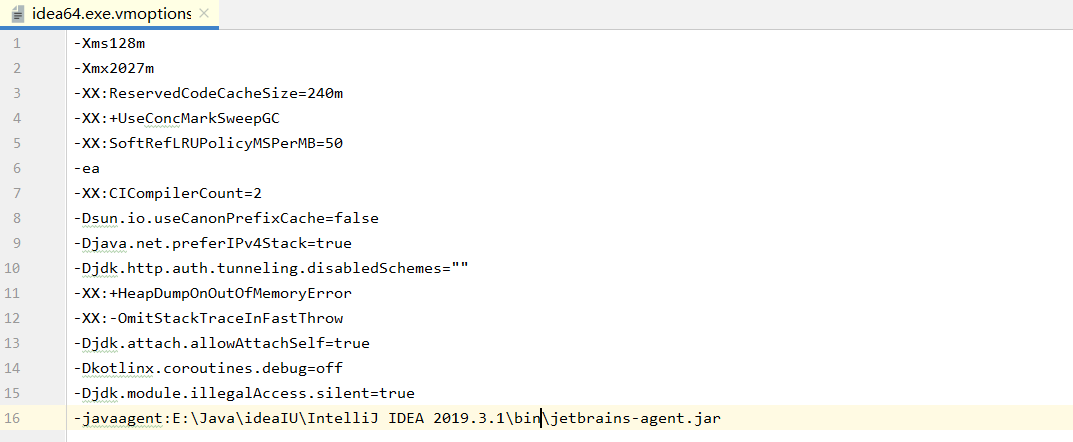 idea64.exe.vmoptions
1 -Xms128m
2 -Xmx2027m
3 -XX:ReservedCodeCacheSize=240m
4 -XX:+UseConcMarkSweepGC
5 -XX:SoftRefLRUPolicyMSPerMB=50
6 -ea
7 -XX:CICompilerCount=2
8 -Dsun.io.useCanonPrefixCache=false
9 -Djava.net.preferIPv4Stack=true
10 -Djdk.http.auth.tunneling.disabledSchemes=""
11 -XX:+HeapDumpOnOutOfMemoryError
12 -XX:-OmitStackTraceInFastThrow
13 -Djdk.attach.allowAttachSelf=true
14 -Dkotlinx.coroutines.debug=off
15 -Djdk.module.illegalAccess.silent=true
16 -javaagent:E:\Java\ideaIU\IntelliJ IDEA 2019.3.1\bin\jetbrains-agent.jar